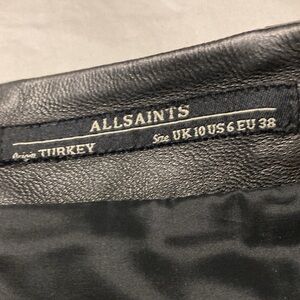 ALLSAINTS
Origin TURKEY Size UK 10 US 6 EU 38